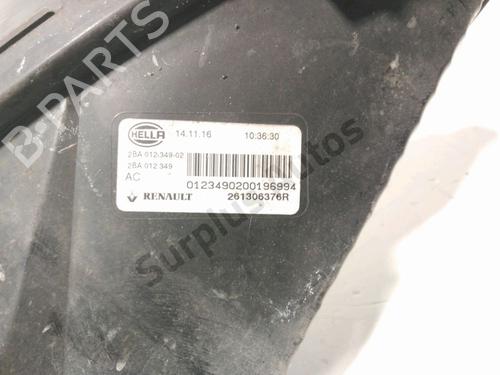 B-PARTS
HELLA 14.11.16 10:36:30
2BA 012-349-02
2BA 012 349
AC
0123490200196994
RENAULT 261306376R
Surplus Autos